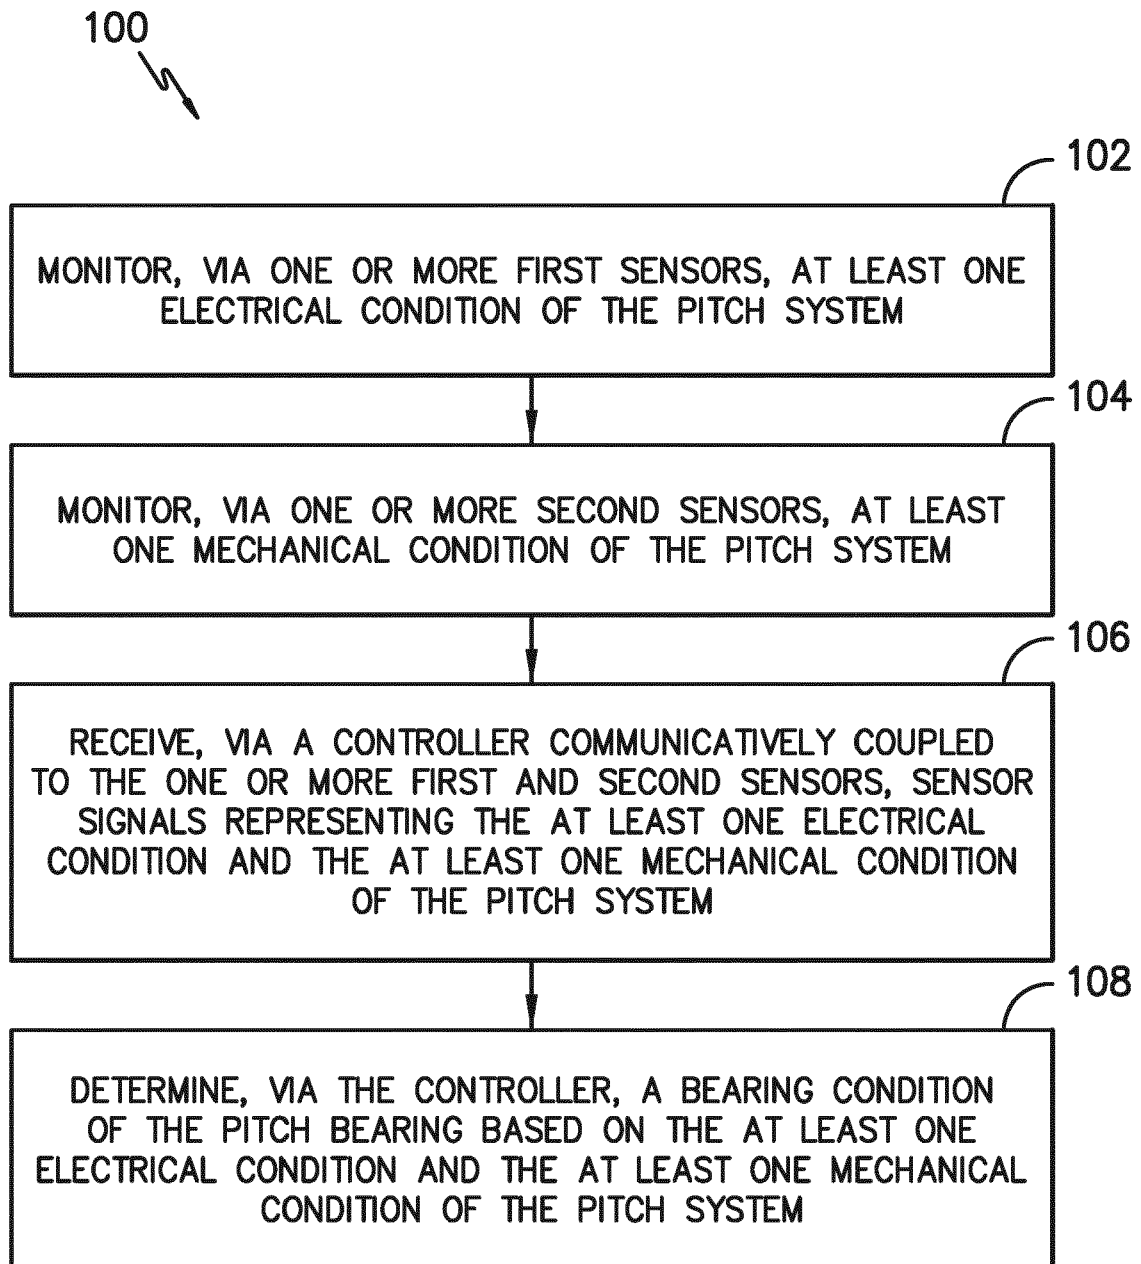 100
102
MONITOR, VIA ONE OR MORE FIRST SENSORS, AT LEAST ONE
ELECTRICAL CONDITION OF THE PITCH SYSTEM
104
MONITOR, VIA ONE OR MORE SECOND SENSORS, AT LEAST
ONE MECHANICAL CONDITION OF THE PITCH SYSTEM
106
RECEIVE, VIA A CONTROLLER COMMUNICATIVELY COUPLED
TO THE ONE OR MORE FIRST AND SECOND SENSORS, SENSOR
SIGNALS REPRESENTING THE AT LEAST ONE ELECTRICAL
CONDITION AND THE AT LEAST ONE MECHANICAL CONDITION
OF THE PITCH SYSTEM
108
DETERMINE, VIA THE CONTROLLER, A BEARING CONDITION
OF THE PITCH BEARING BASED ON THE AT LEAST ONE
ELECTRICAL CONDITION AND THE AT LEAST ONE MECHANICAL
CONDITION OF THE PITCH SYSTEM